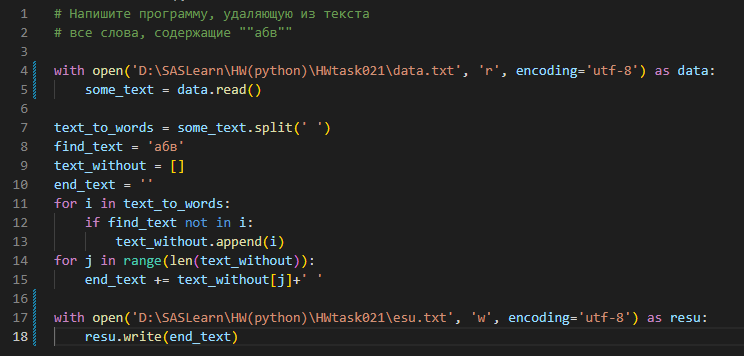 1 # Напишите программу, удаляющую из текста
2 # все слова, содержащие ""абв""
3
4 with open('D:\SASLearn\HW(python)\HWtask021\data.txt', 'r', encoding='utf-8') as data:
5     some_text = data.read()
6
7 text_to_words = some_text.split(' ')
8 find_text = 'абв'
9 text_without = []
10 end_text = ''
11 for i in text_to_words:
12     if find_text not in i:
13         text_without.append(i)
14 for j in range(len(text_without)):
15     end_text += text_without[j]+' '
16
17 with open('D:\SASLearn\HW(python)\HWtask021\esu.txt', 'w', encoding='utf-8') as resu:
18     resu.write(end_text)